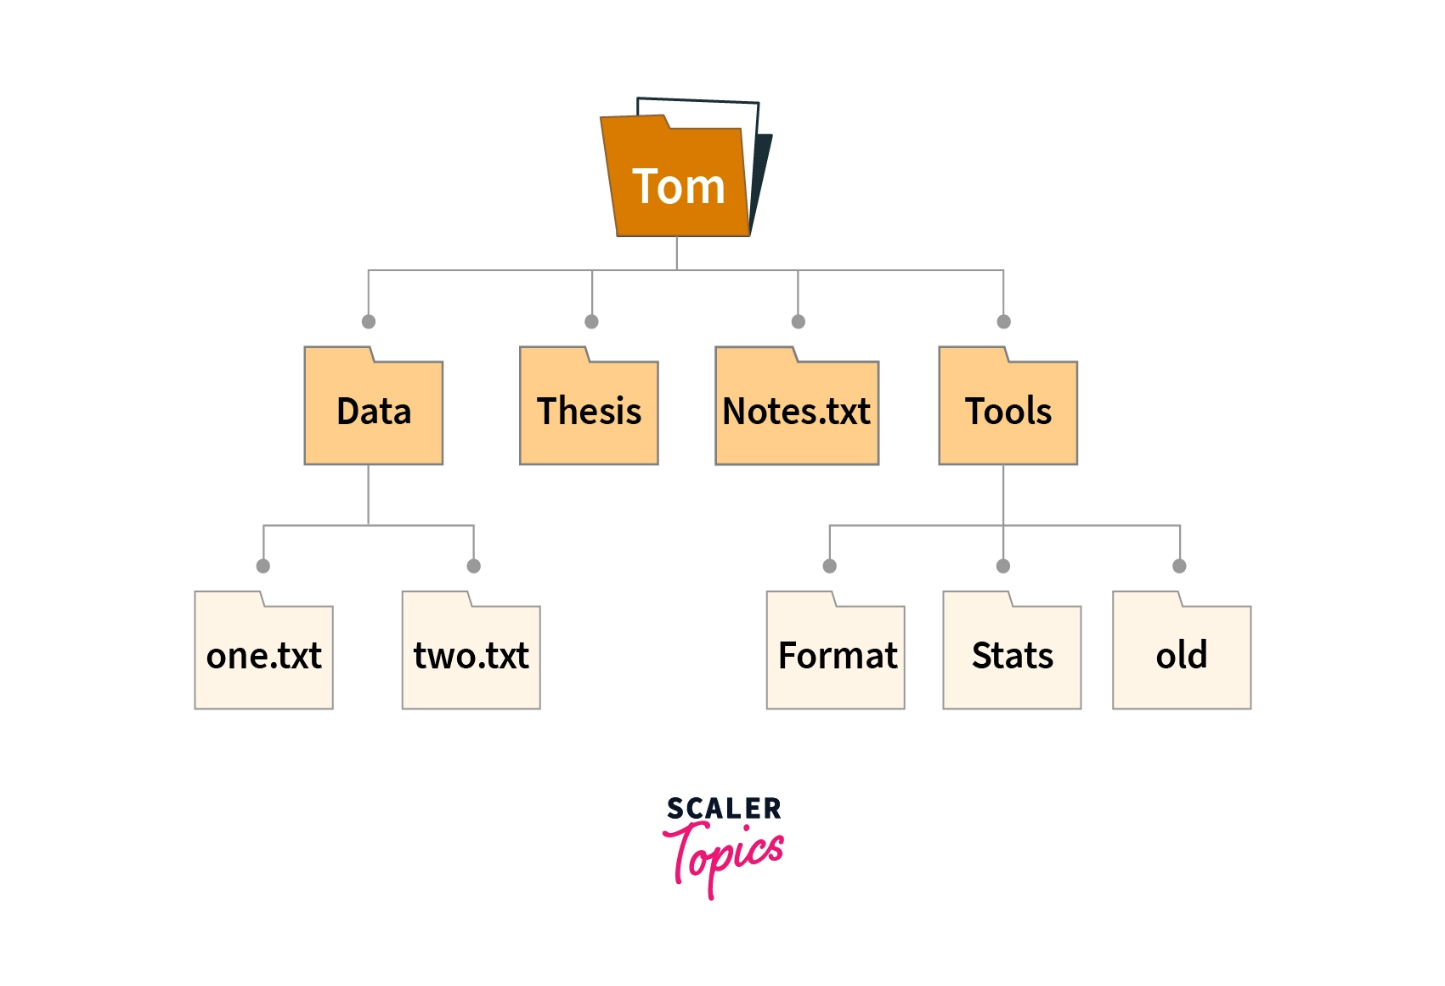 Tom
Data
Thesis
Notes.txt
Tools
one.txt
two.txt
Format
Stats
old
SCALER
Topics